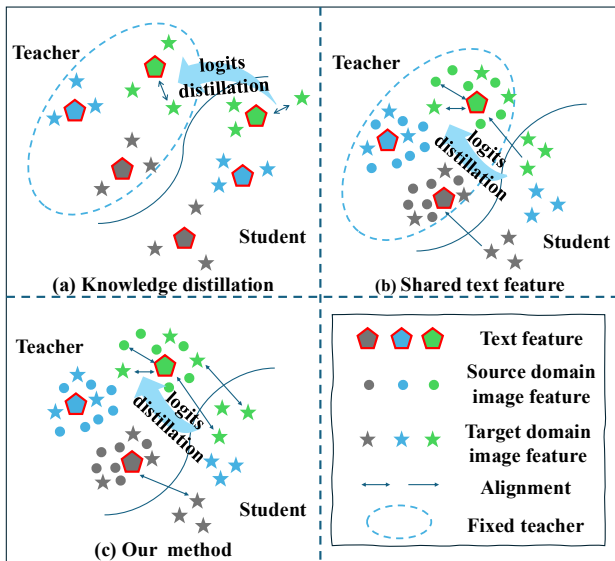 Teacher
logits
distillation
Student
(a) Knowledge distillation
Teacher
logits
distillation
Student
(b) Shared text feature
Teacher
logits
distillation
Student
(c) Our method
Text feature
Source domain
image feature
Target domain
image feature
Alignment
Fixed teacher